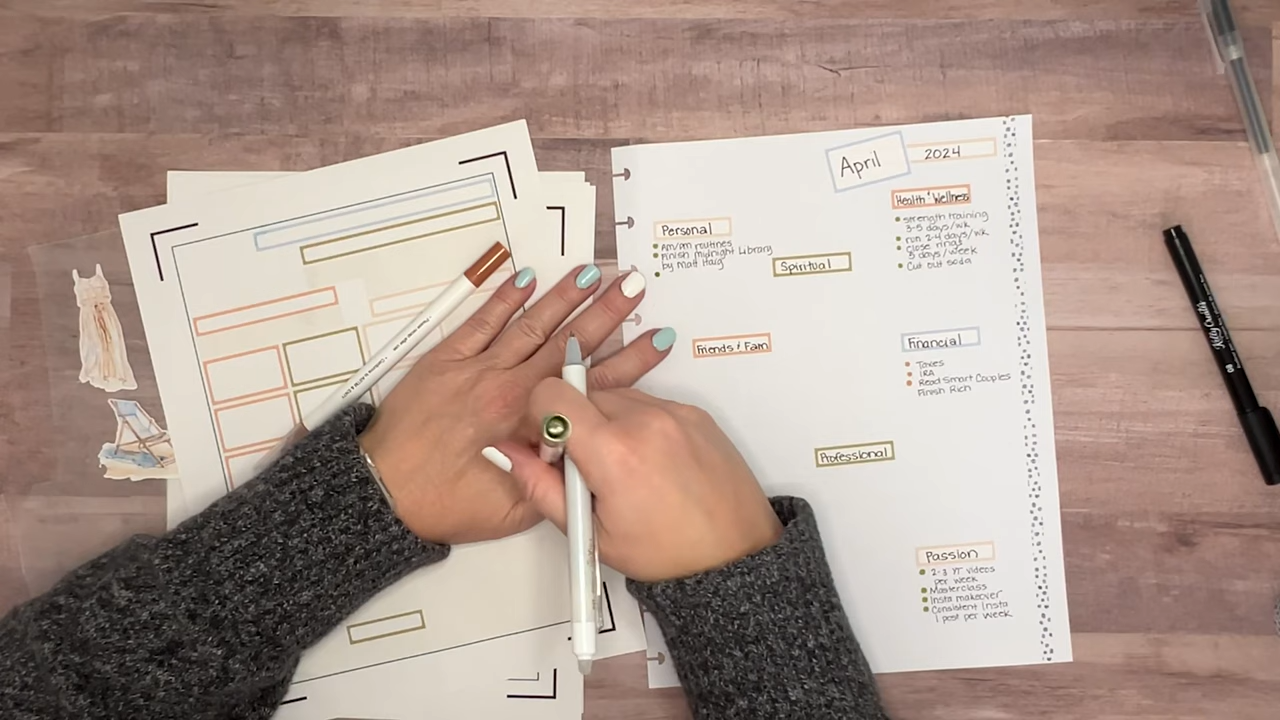 April
2024
Health & Wellness
strength training
3-5 days/wk
run 2-4 days/wk
close rings
5 days/week
cut out soda
Personal
AM/PM routines
Finish Midnight Library
by Matt Haig
Spiritual
Friends & Fam
Financial
Taxes
IRA
Read Smart Couples
Finish Rich
Professional
Passion
2-3 YT videos
per week
Masterclass
Insta makeover
Consistent Insta
1 post per week
Kelly Creates